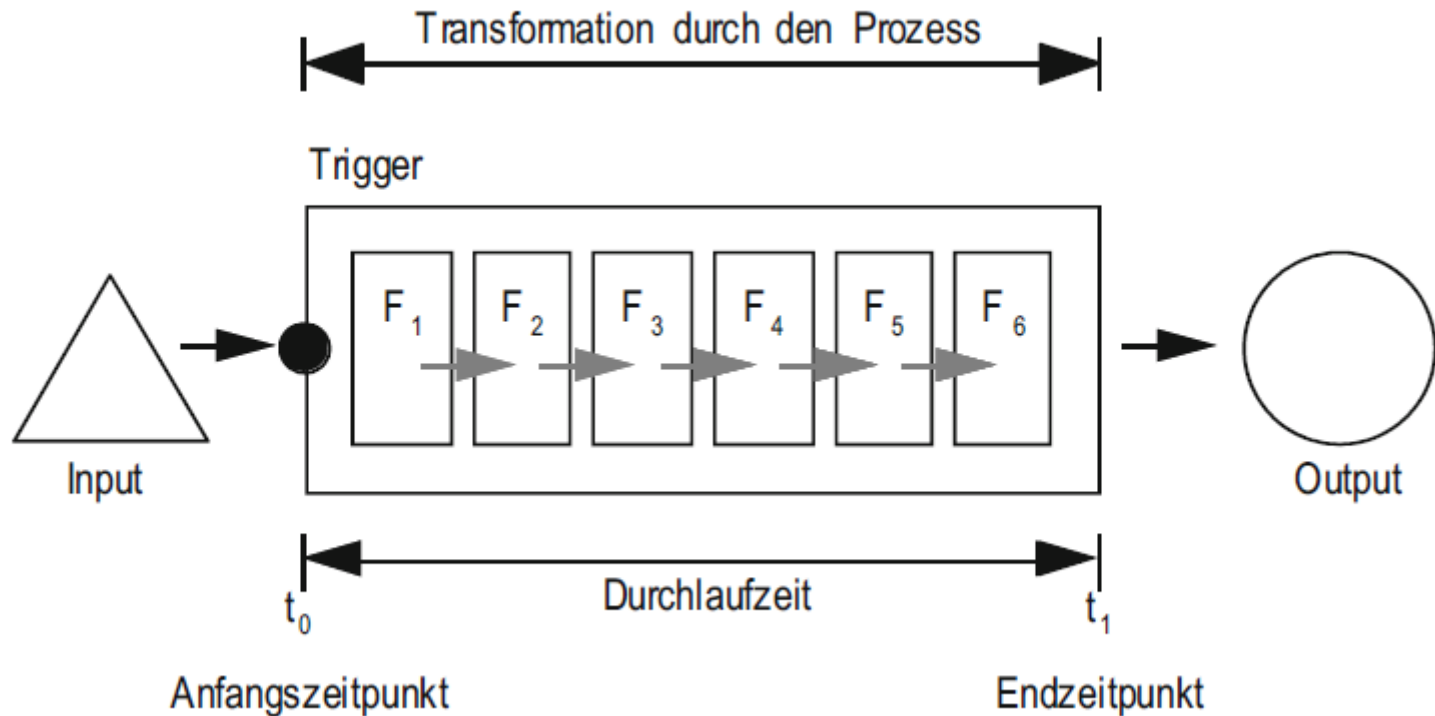 Transformation durch den Prozess
Trigger
F1 F2 F3 F4 F5 F6
Input
Output
Durchlaufzeit
t0 t1
Anfangszeitpunkt Endzeitpunkt